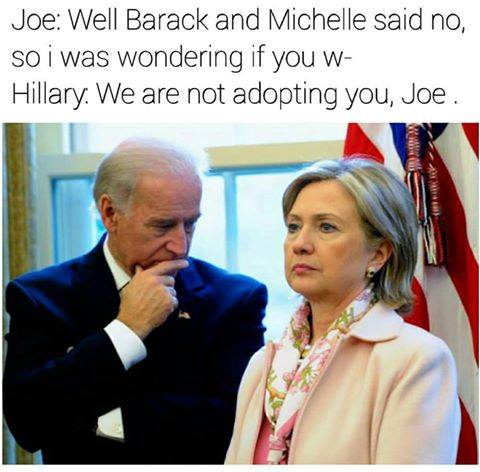 Joe: Well Barack and Michelle said no,
so i was wondering if you w-
Hillary: We are not adopting you, Joe .